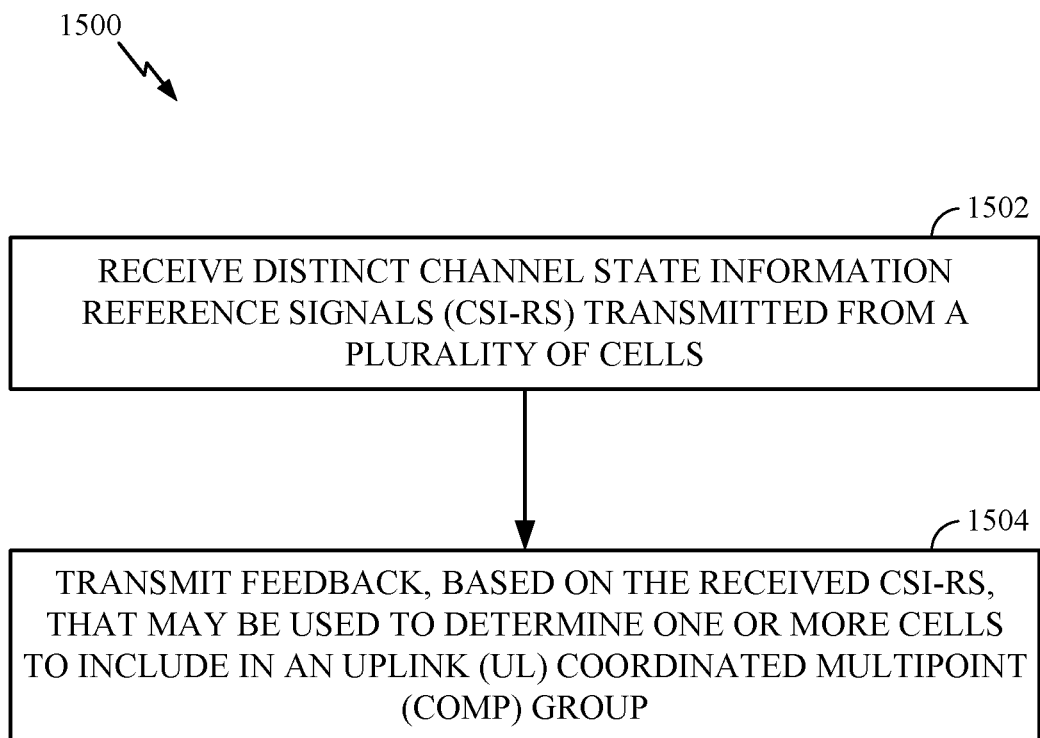 1500
1502
RECEIVE DISTINCT CHANNEL STATE INFORMATION
REFERENCE SIGNALS (CSI-RS) TRANSMITTED FROM A
PLURALITY OF CELLS
1504
TRANSMIT FEEDBACK, BASED ON THE RECEIVED CSI-RS,
THAT MAY BE USED TO DETERMINE ONE OR MORE CELLS
TO INCLUDE IN AN UPLINK (UL) COORDINATED MULTIPOINT
(COMP) GROUP